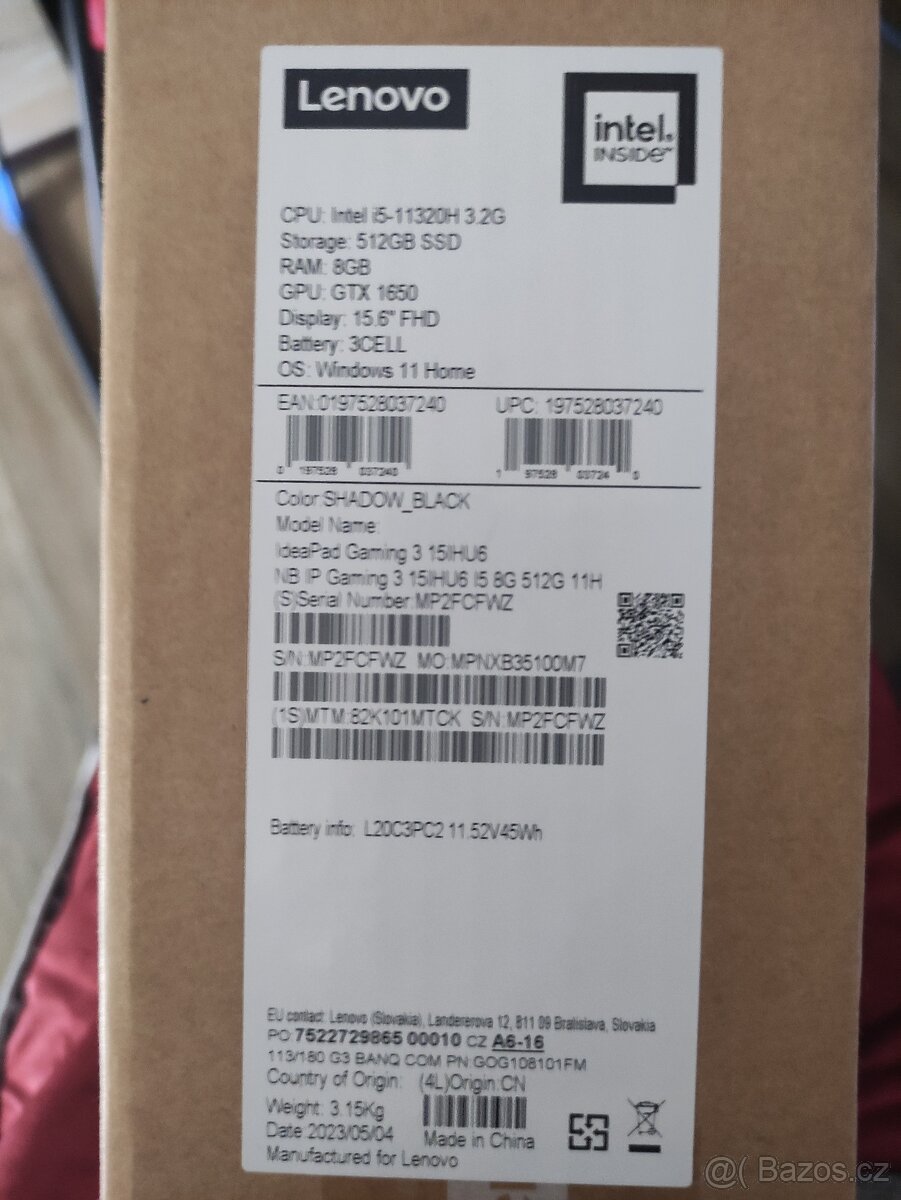 Lenovo
intel.
INSIDE™
CPU: Intel i5-11320H 3.2G
Storage: 512GB SSD
RAM: 8GB
GPU: GTX 1650
Display: 15.6" FHD
Battery: 3CELL
OS: Windows 11 Home
EAN:0197528037240 UPC: 197528037240
0 197528 037240 1 97528 03724 0
Color:SHADOW_BLACK
Model Name:
IdeaPad Gaming 3 15IHU6
NB IP Gaming 3 15IHU6 I5 8G 512G 11H
(S)Serial Number:MP2FCFWZ
S/N:MP2FCFWZ MO:MPNXB35100M7
(1S)MTM:82K101MTCK S/N:MP2FCFWZ
Battery info: L20C3PC2 11.52V45Wh
EU contact: Lenovo (Slovakia), Landererova 12, 811 09 Bratislava, Slovakia
PO:7522729865 00010 CZ A6-16
113/180 G3 BANQ COM PN:GOG108101FM
Country of Origin: (4L)Origin:CN
Weight: 3.15Kg
Date:2023/05/04 Made in China
Manufactured for Lenovo
@( Bazos.cz